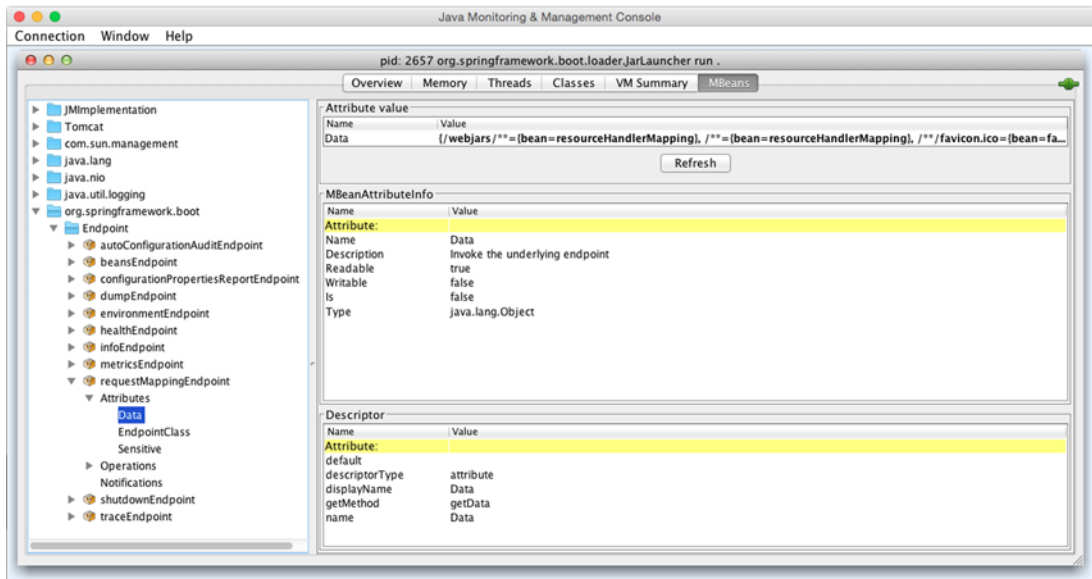 Java Monitoring & Management Console
Connection Window Help
pid: 2657 org.springframework.boot.loader.JarLauncher run .
Overview Memory Threads Classes VM Summary MBeans
JMImplementation
Tomcat
com.sun.management
java.lang
java.nio
java.util.logging
org.springframework.boot
Endpoint
autoConfigurationAuditEndpoint
beansEndpoint
configurationPropertiesReportEndpoint
dumpEndpoint
environmentEndpoint
healthEndpoint
infoEndpoint
metricsEndpoint
requestMappingEndpoint
Attributes
Data
EndpointClass
Sensitive
Operations
Notifications
shutdownEndpoint
traceEndpoint
Attribute value
Name Value
Data {/webjars/**={bean=resourceHandlerMapping}, /**={bean=resourceHandlerMapping}, /**/favicon.ico={bean=fa...
Refresh
MBeanAttributeInfo
Name Value
Attribute:
Name Data
Description Invoke the underlying endpoint
Readable true
Writable false
Is false
Type java.lang.Object
Descriptor
Name Value
Attribute:
default
descriptorType attribute
displayName Data
getMethod getData
name Data